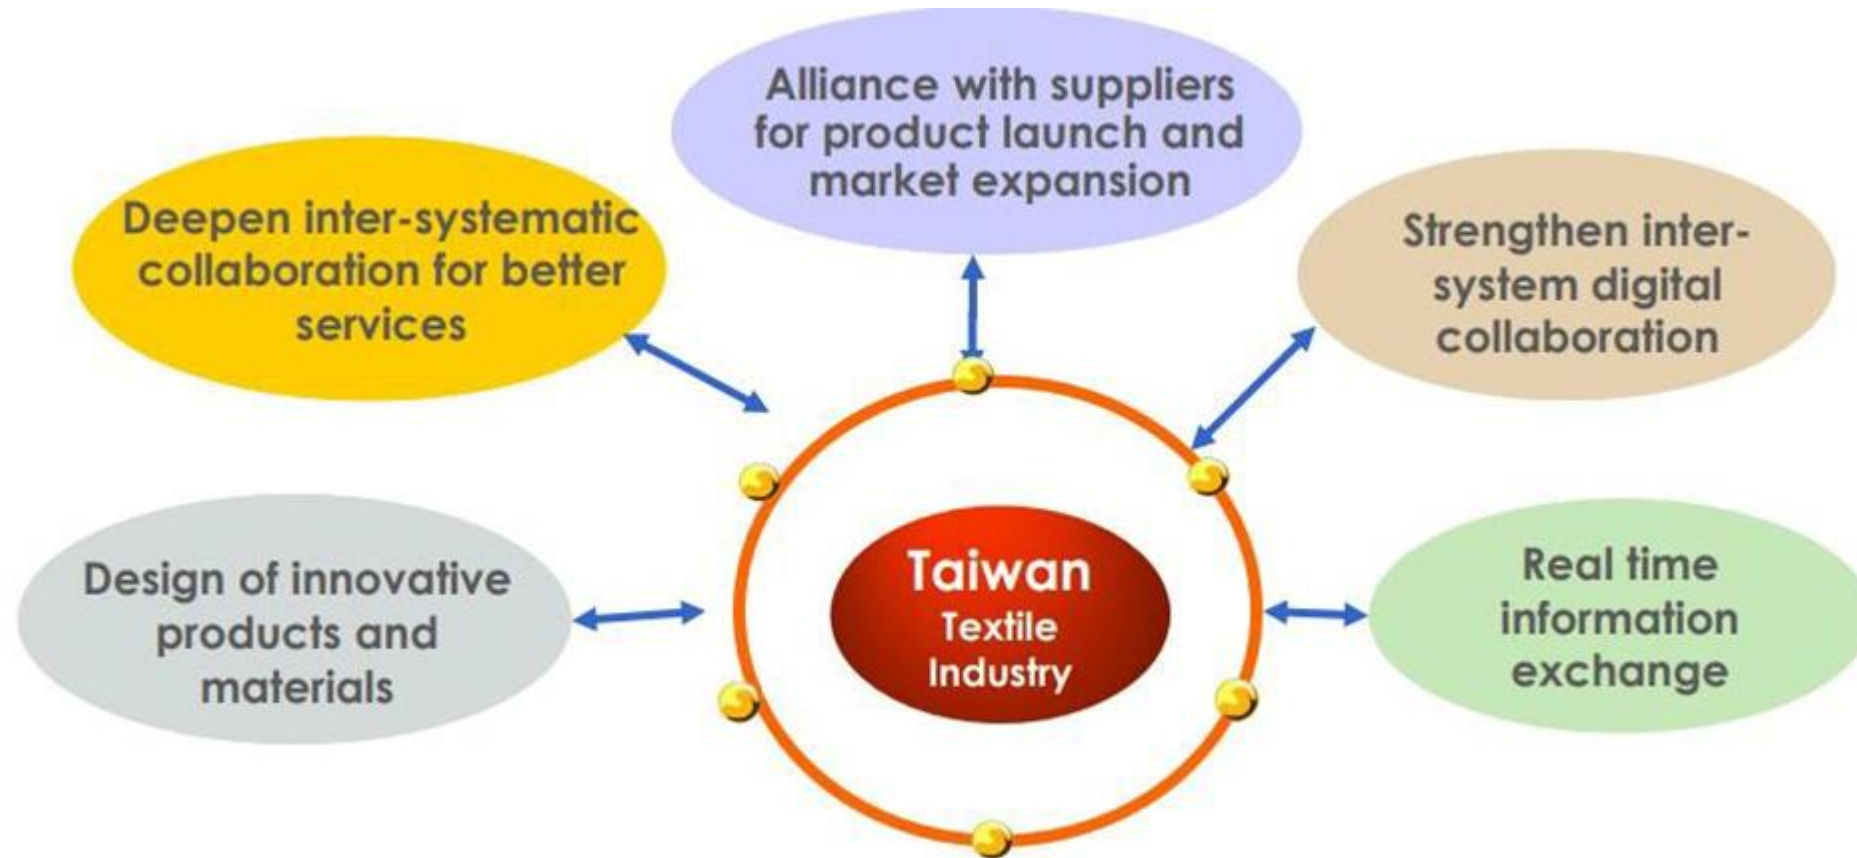 Alliance with suppliers
for product launch and
market expansion
Deepen inter-systematic
collaboration for better
services
Strengthen inter-
system digital
collaboration
Design of innovative
products and
materials
Taiwan
Textile
Industry
Real time
information
exchange